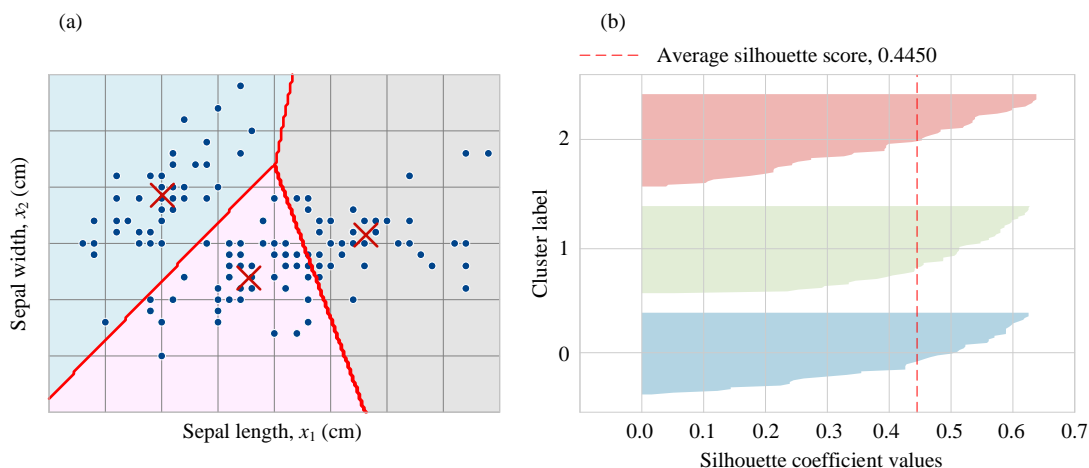 (a)
Sepal width, x2 (cm)
Sepal length, x1 (cm)
(b)
Average silhouette score, 0.4450
Cluster label
2
1
0
0.0 0.1 0.2 0.3 0.4 0.5 0.6 0.7
Silhouette coefficient values